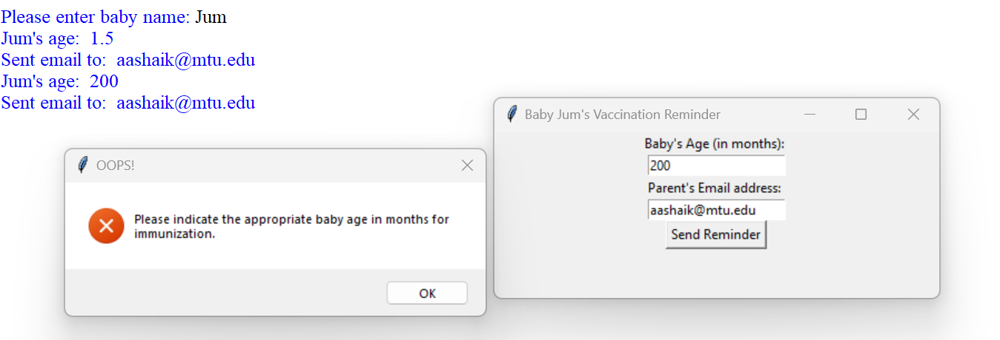 Please enter baby name: Jum
Jum's age:  1.5
Sent email to:  aashaik@mtu.edu
Jum's age:  200
Sent email to:  aashaik@mtu.edu
OOPS!
Please indicate the appropriate baby age in months for
immunization.
OK
Baby Jum's Vaccination Reminder
Baby's Age (in months):
200
Parent's Email address:
aashaik@mtu.edu
Send Reminder